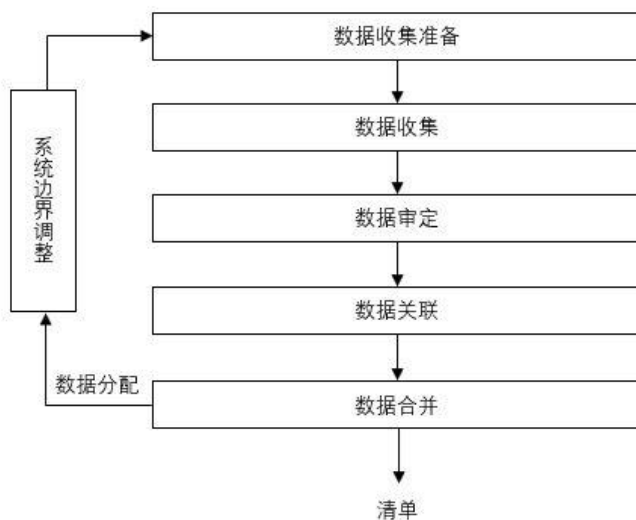 数据收集准备
数据收集
数据审定
数据关联
数据合并
清单
数据分配
系统边界调整